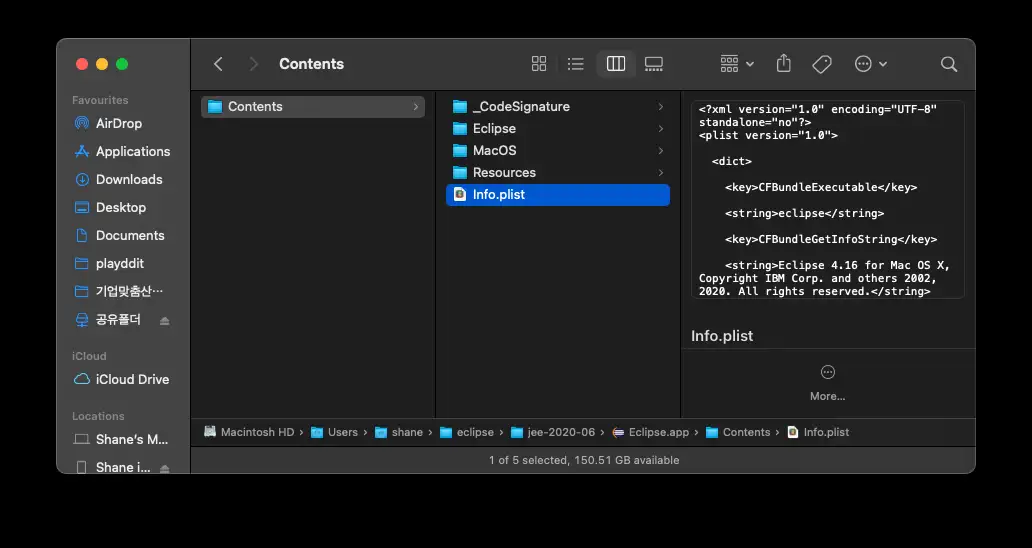 Contents
Favourites
AirDrop
Applications
Downloads
Desktop
Documents
playddit
기업맞춤산…
공유폴더
iCloud
iCloud Drive
Locations
Shane’s M…
Shane i…
Contents
_CodeSignature
Eclipse
MacOS
Resources
Info.plist
<?xml version="1.0" encoding="UTF-8"
standalone="no"?>
<plist version="1.0">
<dict>
<key>CFBundleExecutable</key>
<string>eclipse</string>
<key>CFBundleGetInfoString</key>
<string>Eclipse 4.16 for Mac OS X,
Copyright IBM Corp. and others 2002,
2020. All rights reserved.</string>
Info.plist
More…
Macintosh HD › Users › shane › eclipse › jee-2020-06 › Eclipse.app › Contents › Info.plist
1 of 5 selected, 150.51 GB available